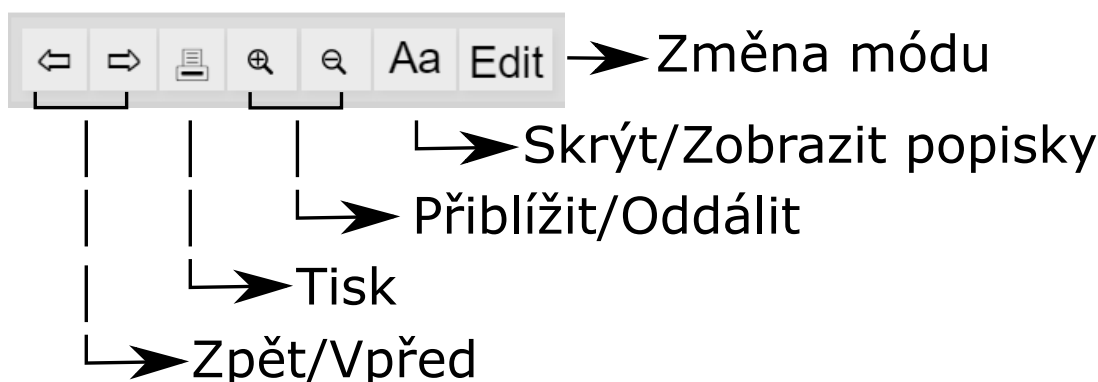 Aa Edit Změna módu
Skrýt/Zobrazit popisky
Přiblížit/Oddálit
Tisk
Zpět/Vpřed